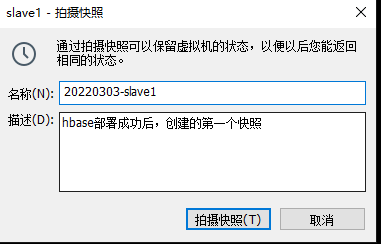 slave1 - 拍摄快照
通过拍摄快照可以保留虚拟机的状态，以便以后您能返回
相同的状态。
名称(N):
20220303-slave1
描述(D):
hbase部署成功后，创建的第一个快照
拍摄快照(T)
取消